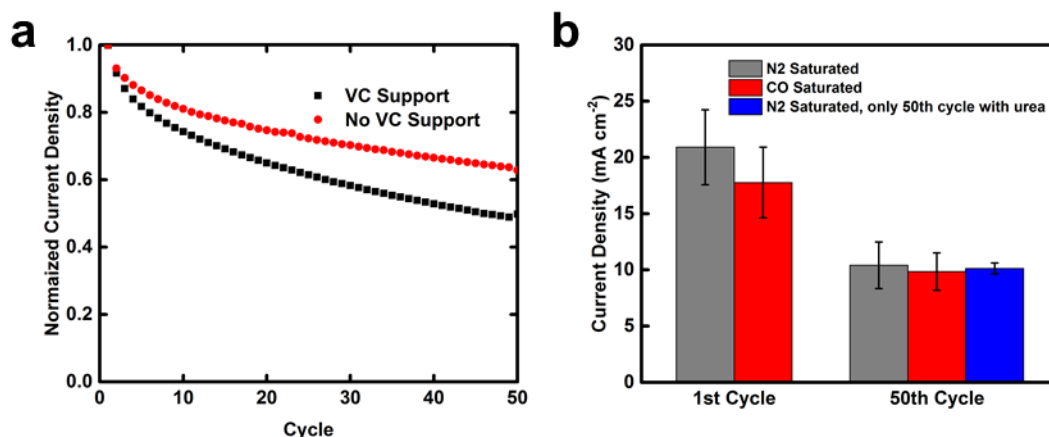 a
Normaized Current Density
1.0
0.8
0.6
0.4
0.2
0.0
VC Support
No VC Support
0
10
20
30
40
50
Cycle
b
Current Density (mA cm-2)
30
25
20
15
10
5
0
N2 Saturated
CO Saturated
N2 Saturated, only 50th cycle with urea
1st Cycle
50th Cycle